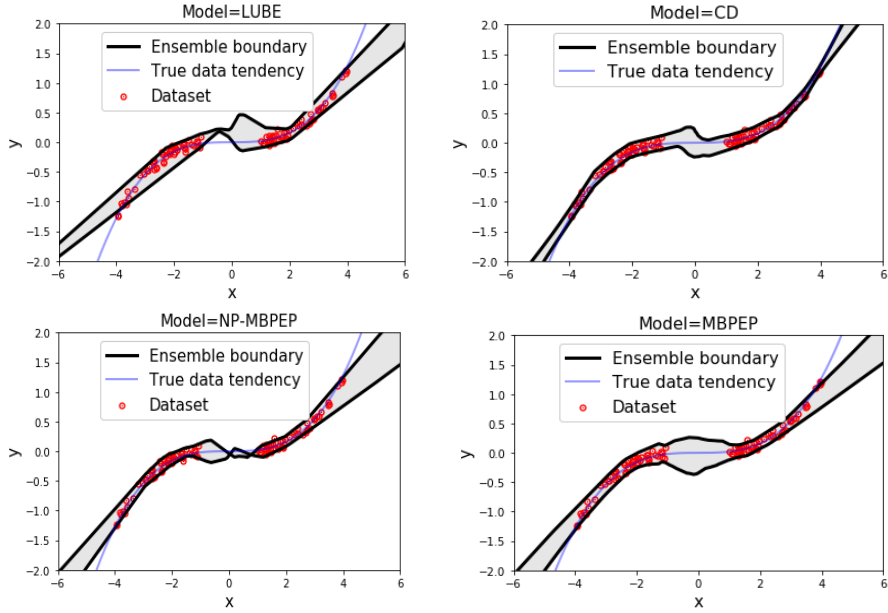 Model=LUBE
Ensemble boundary
True data tendency
Dataset
y
2.0
1.5
1.0
0.5
0.0
−0.5
−1.0
−1.5
−2.0
−6
−4
−2
0
2
4
6
x
Model=CD
Ensemble boundary
True data tendency
y
2.0
1.5
1.0
0.5
0.0
−0.5
−1.0
−1.5
−2.0
−6
−4
−2
0
2
4
6
x
Model=NP-MBPEP
Ensemble boundary
True data tendency
Dataset
y
2.0
1.5
1.0
0.5
0.0
−0.5
−1.0
−1.5
−2.0
−6
−4
−2
0
2
4
6
x
Model=MBPEP
Ensemble boundary
True data tendency
Dataset
y
2.0
1.5
1.0
0.5
0.0
−0.5
−1.0
−1.5
−2.0
−6
−4
−2
0
2
4
6
x